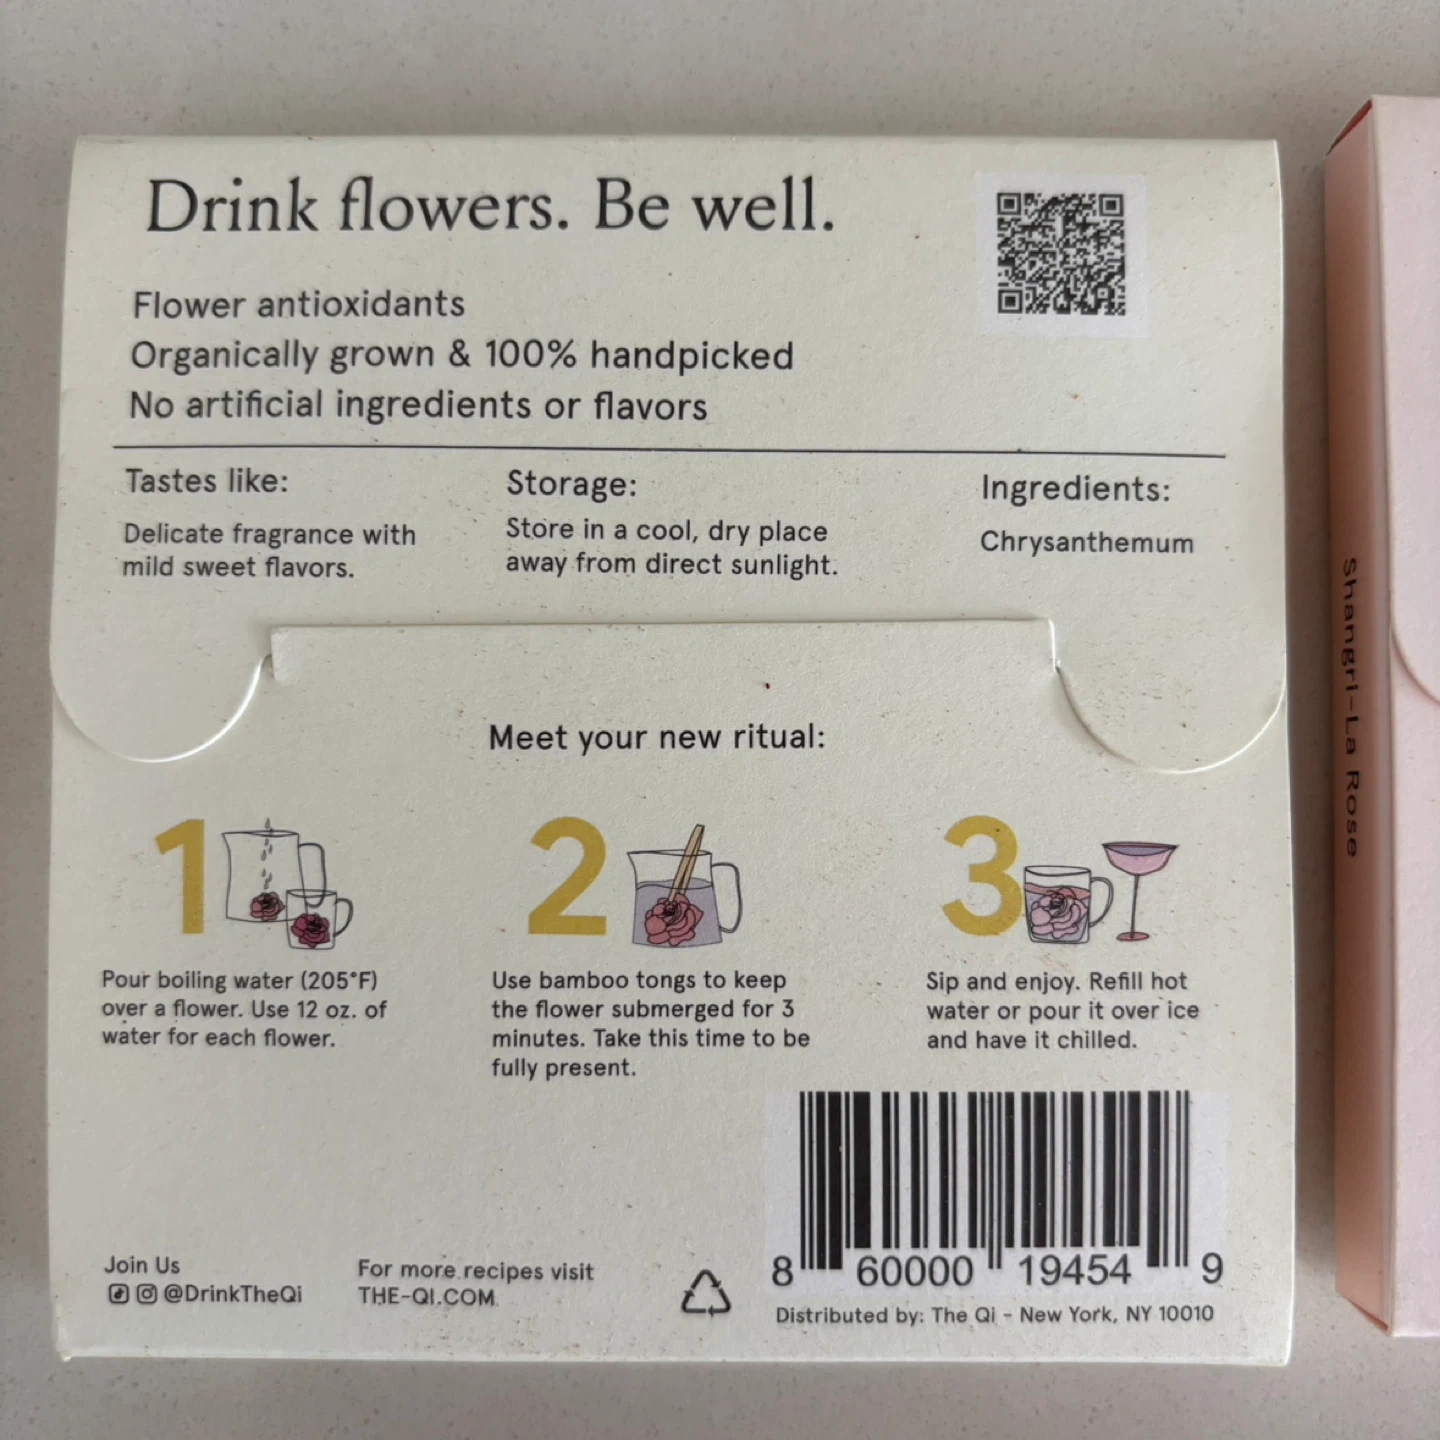 Drink flowers. Be well.
Flower antioxidants
Organically grown & 100% handpicked
No artificial ingredients or flavors
Tastes like:
Delicate fragrance with
mild sweet flavors.
Storage:
Store in a cool, dry place
away from direct sunlight.
Ingredients:
Chrysanthemum
Meet your new ritual:
1
Pour boiling water (205°F)
over a flower. Use 12 oz. of
water for each flower.
2
Use bamboo tongs to keep
the flower submerged for 3
minutes. Take this time to be
fully present.
3
Sip and enjoy. Refill hot
water or pour it over ice
and have it chilled.
Join Us
@DrinkTheQi
For more recipes visit
THE-QI.COM
8 60000 19454 9
Distributed by: The Qi - New York, NY 10010
Shangri-La Rose